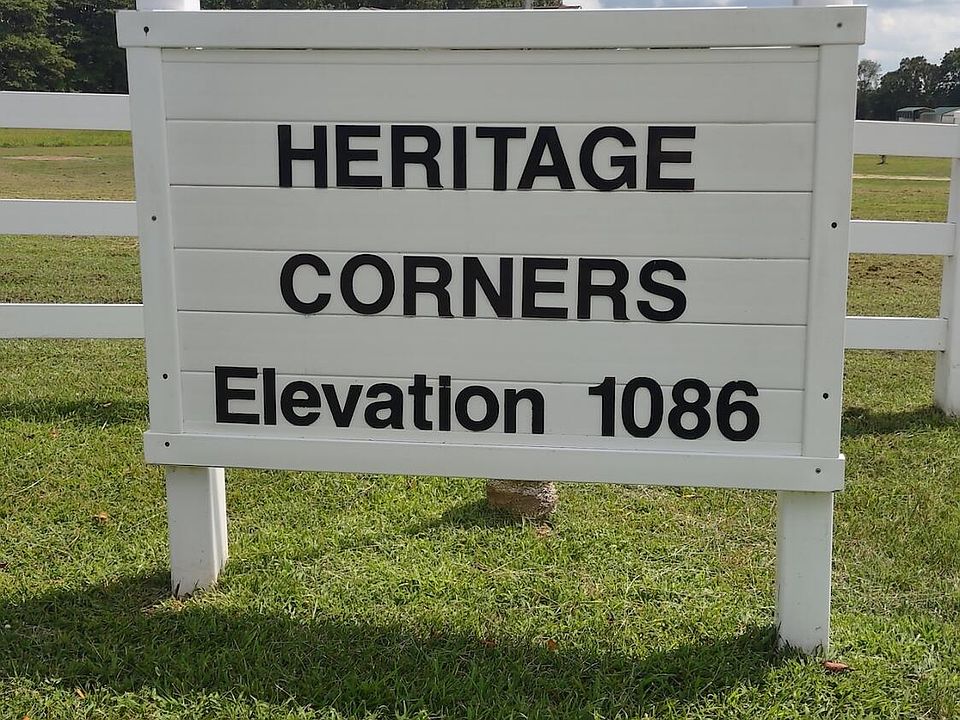 HERITAGE
CORNERS
Elevation 1086